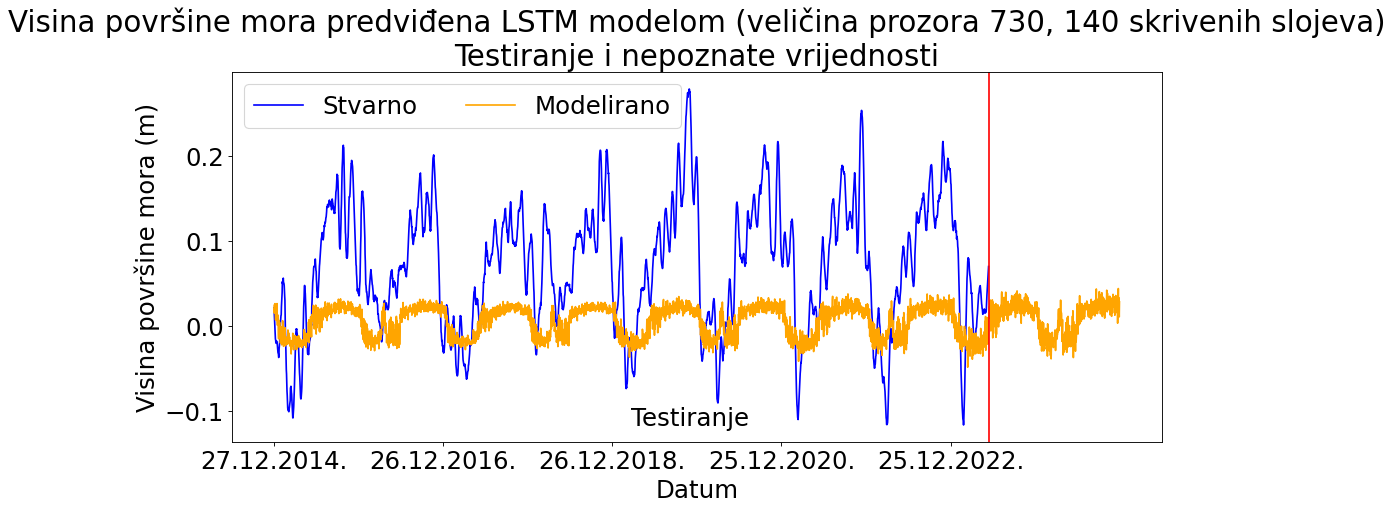 Visina površine mora predviđena LSTM modelom (veličina prozora 730, 140 skrivenih slojeva)
Testiranje i nepoznate vrijednosti
Stvarno Modelirano
Visina površine mora (m)
0.2
0.1
0.0
−0.1
Testiranje
27.12.2014. 26.12.2016. 26.12.2018. 25.12.2020. 25.12.2022.
Datum